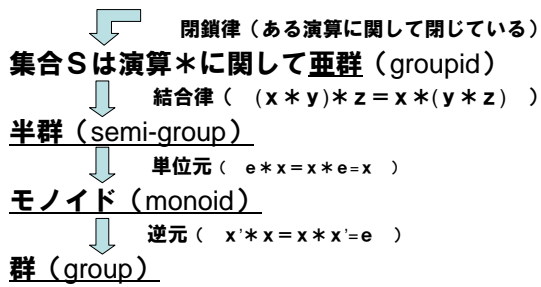 閉鎖律（ある演算に関して閉じている）
集合Ｓは演算＊に関して亜群（groupid）
結合律（　(ｘ＊ｙ)＊ｚ＝ｘ＊(ｙ＊ｚ)　）
半群（semi-group）
単位元（　ｅ＊ｘ＝ｘ＊ｅ=ｘ　）
モノイド（monoid）
逆元（　ｘ'＊ｘ＝ｘ＊ｘ'=ｅ　）
群（group）